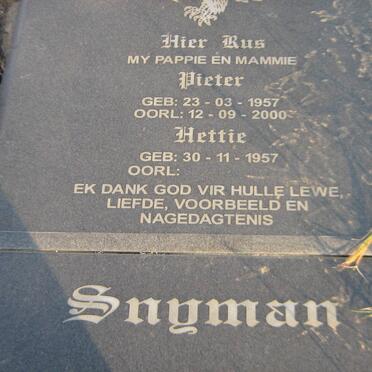 Hier Rus
MY PAPPIE EN MAMMIE
Pieter
GEB: 23 - 03 - 1957
OORL: 12 - 09 - 2000
Hettie
GEB: 30 - 11 - 1957
OORL:
EK DANK GOD VIR HULLE LEWE,
LIEFDE, VOORBEELD EN
NAGEDAGTENIS
Snyman